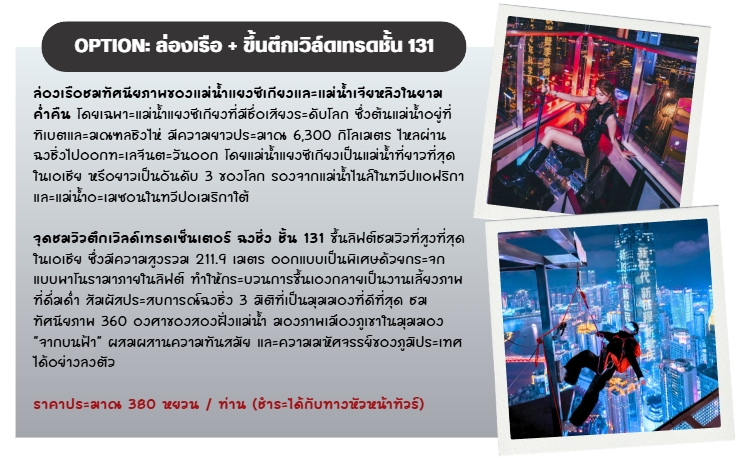 OPTION: ล่องเรือ + ขึ้นตึกเวิล์ดเทรดชั้น 131
ล่องเรือชมทัศนียภาพของแม่น้ำแยงซีเกียงและแม่น้ำเจียหลิงในยาม
ค่ำคืน โดยเฉพาะแม่น้ำแยงซีเกียงที่มีชื่อเสียงระดับโลก ซึ่งต้นแม่น้ำอยู่ที่
ทิเบตและมณฑลชิงไห่ มีความยาวประมาณ 6,300 กิโลเมตร ไหลผ่าน
ฉงชิ่งไปออกทะเลจีนตะวันออก โดยแม่น้ำแยงซีเกียงเป็นแม่น้ำที่ยาวที่สุด
ในเอเชีย หรือยาวเป็นอันดับ 3 ของโลก รองจากแม่น้ำไนล์ในทวีปแอฟริกา
และแม่น้ำอะเมซอนในทวีปอเมริกาใต้
จุดชมวิวตึกเวิลด์เทรดเซ็นเตอร์ ฉงชิ่ง ชั้น 131 ขึ้นลิฟต์ชมวิวที่สูงที่สุด
ในเอเชีย ซึ่งมีความสูงรวม 211.9 เมตร ออกแบบเป็นพิเศษด้วยกระจก
แบบพาโนรามาภายในลิฟต์ ทำให้กระบวนการขึ้นเองกลายเป็นงานเลี้ยงภาพ
ที่ดื่มด่ำ สัมผัสประสบการณ์ฉงชิ่ง 3 มิติที่เป็นมุมมองที่ดีที่สุด ชม
ทัศนียภาพ 360 องศาของสองฝั่งแม่น้ำ มองภาพเมืองภูเขาในมุมมอง
"จากบนฟ้า" ผสมผสานความทันสมัย และความมหัศจรรย์ของภูมิประเทศ
ได้อย่างลงตัว
ราคาประมาณ 380 หยวน / ท่าน (ชำระได้กับทางหัวหน้าทัวร์)